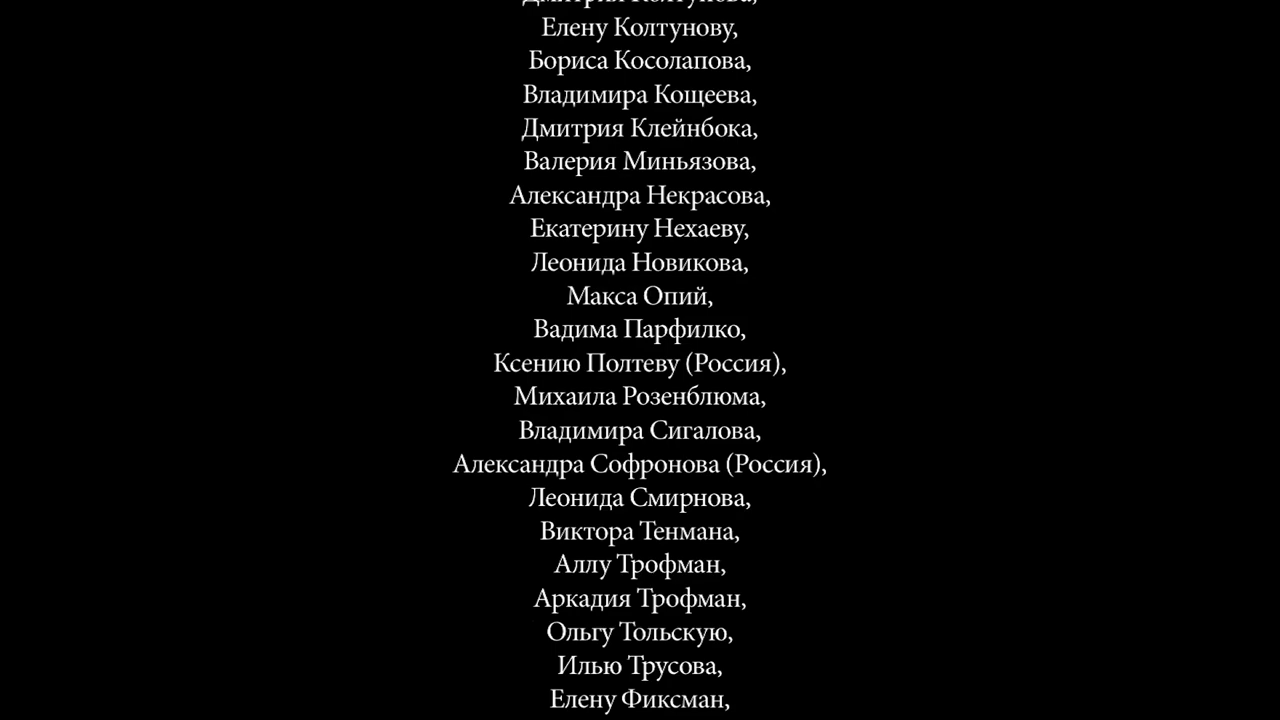 Дмитрия Колтунова,
Елену Колтунову,
Бориса Косолапова,
Владимира Кощеева,
Дмитрия Клейнбока,
Валерия Миньязова,
Александра Некрасова,
Екатерину Нехаеву,
Леонида Новикова,
Макса Опий,
Вадима Парфилко,
Ксению Полтеву (Россия),
Михаила Розенблюма,
Владимира Сигалова,
Александра Софронова (Россия),
Леонида Смирнова,
Виктора Тенмана,
Аллу Трофман,
Аркадия Трофман,
Ольгу Тольскую,
Илью Трусова,
Елену Фиксман,